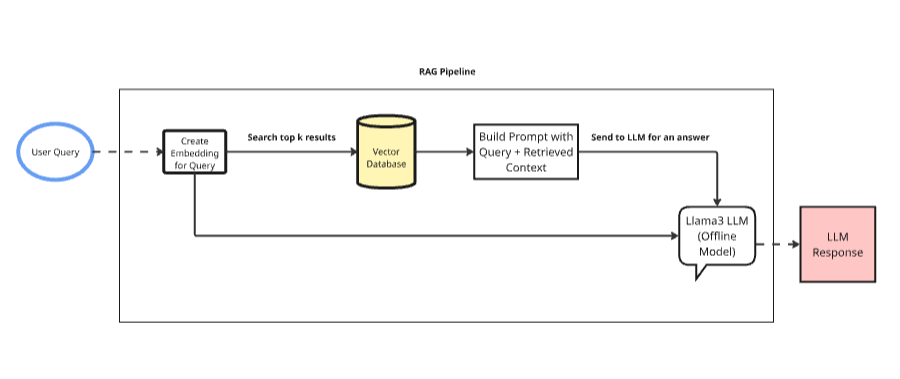 RAG Pipeline
User Query
Create
Embedding
for Query
Search top k results
Vector
Database
Build Prompt with
Query + Retrieved
Context
Send to LLM for an answer
Llama3 LLM
(Offline
Model)
LLM
Response